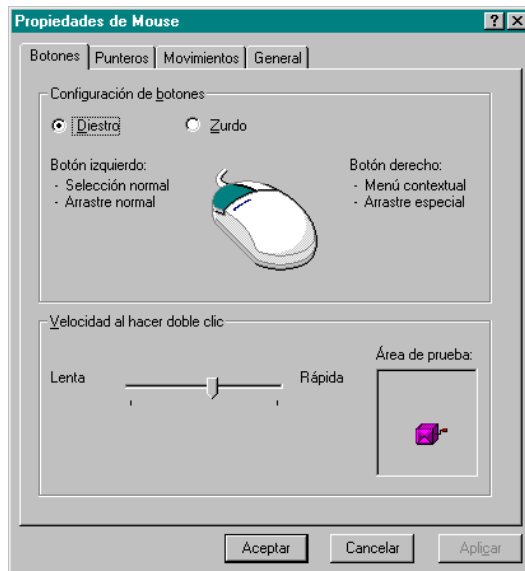 Propiedades de Mouse
Botones Punteros Movimientos General
Configuración de botones
Diestro Zurdo
Botón izquierdo:
- Selección normal
- Arrastre normal
Botón derecho:
- Menú contextual
- Arrastre especial
Velocidad al hacer doble clic
Área de prueba:
Lenta Rápida
Aceptar Cancelar Aplicar